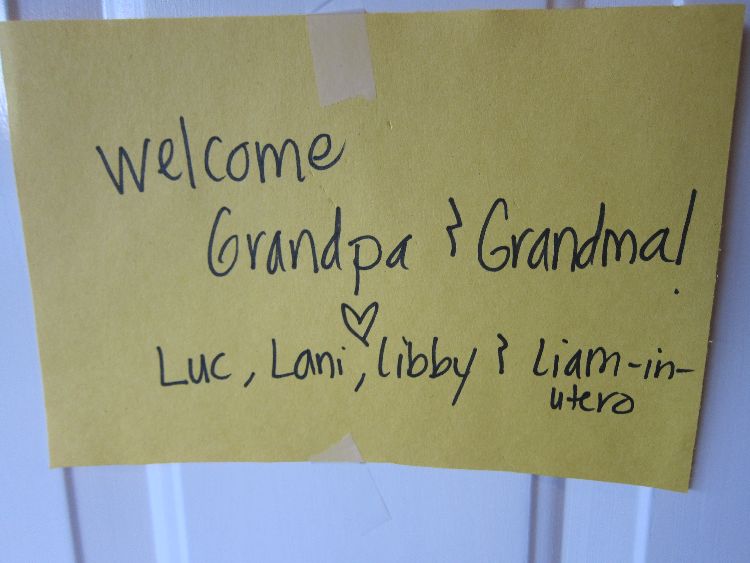 Welcome
Grandpa & Grandma!
Luc, Lani, Libby & Liam-in-
utero